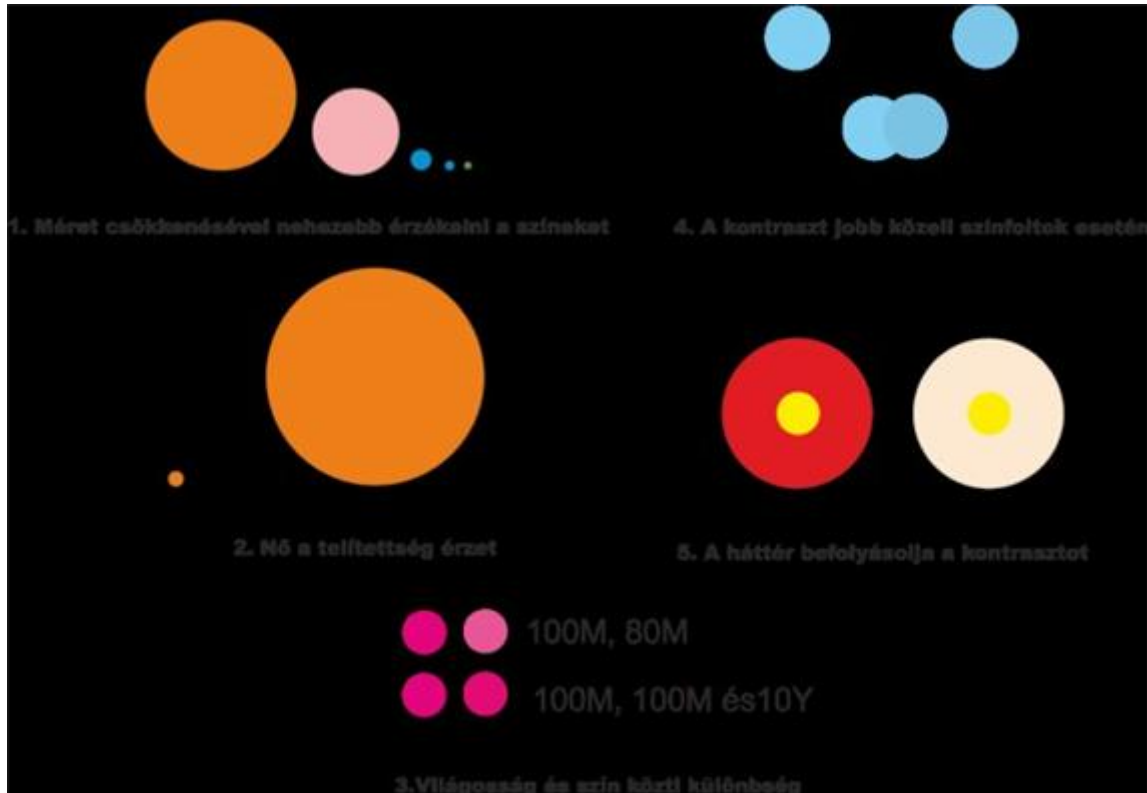 1. Méret csökkenésével nehezebb érzékelni a színeket
4. A kontraszt jobb közeli színfoltok esetén
2. Nő a telítettség érzet
5. A háttér befolyásolja a kontrasztot
100M, 80M
100M, 100M és10Y
3.Világosság és szín közti különbség